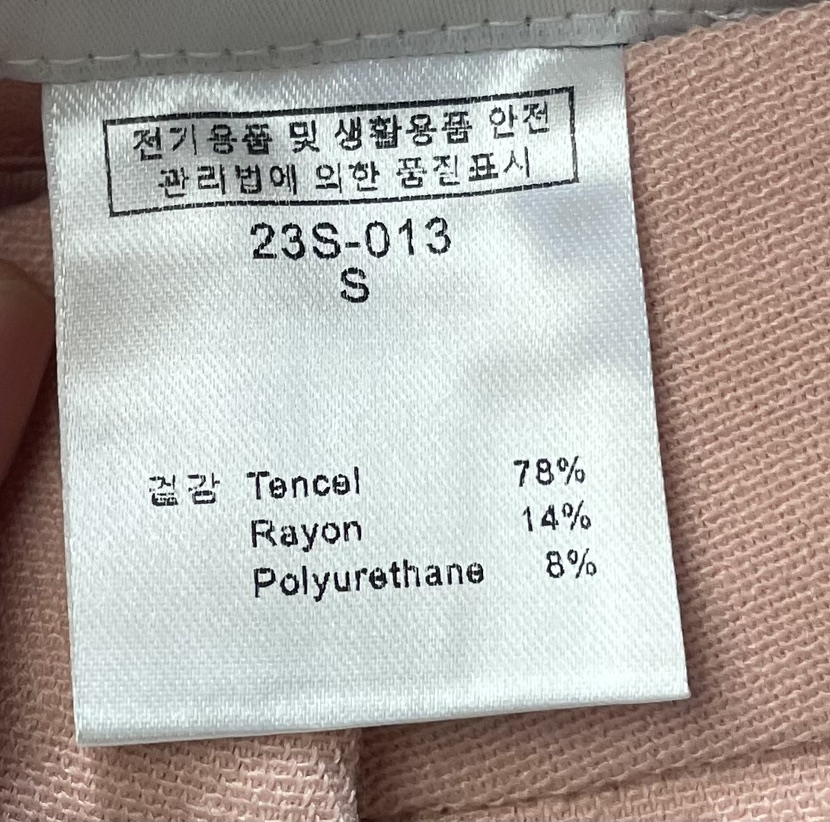 전기용품 및 생활용품 안전
관리법에 의한 품질표시
23S-013
S
겉감 Tencel 78%
Rayon 14%
Polyurethane 8%